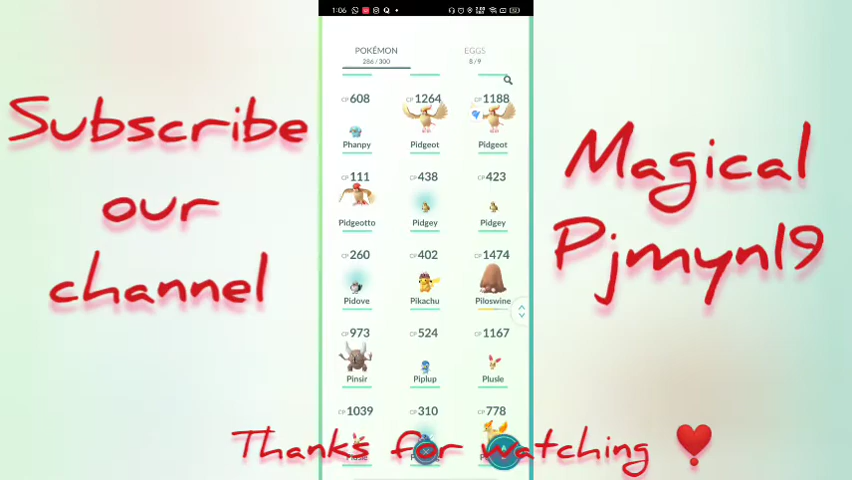 1:06
POKÉMON
EGGS
286/300
8/9
CP608
CP1264
CP1188
Phanpy
Pidgeot
Pidgeot
CP111
CP438
CP423
Pidgeotto
Pidgey
Pidgey
CP260
CP402
CP1474
Pidove
Pikachu
Piloswine
CP973
CP524
CP1167
Pinsir
Piplup
Plusle
CP1039
CP310
CP778
Subscribe
our
channel
Magical
Pjmyn19
Thanks for watching